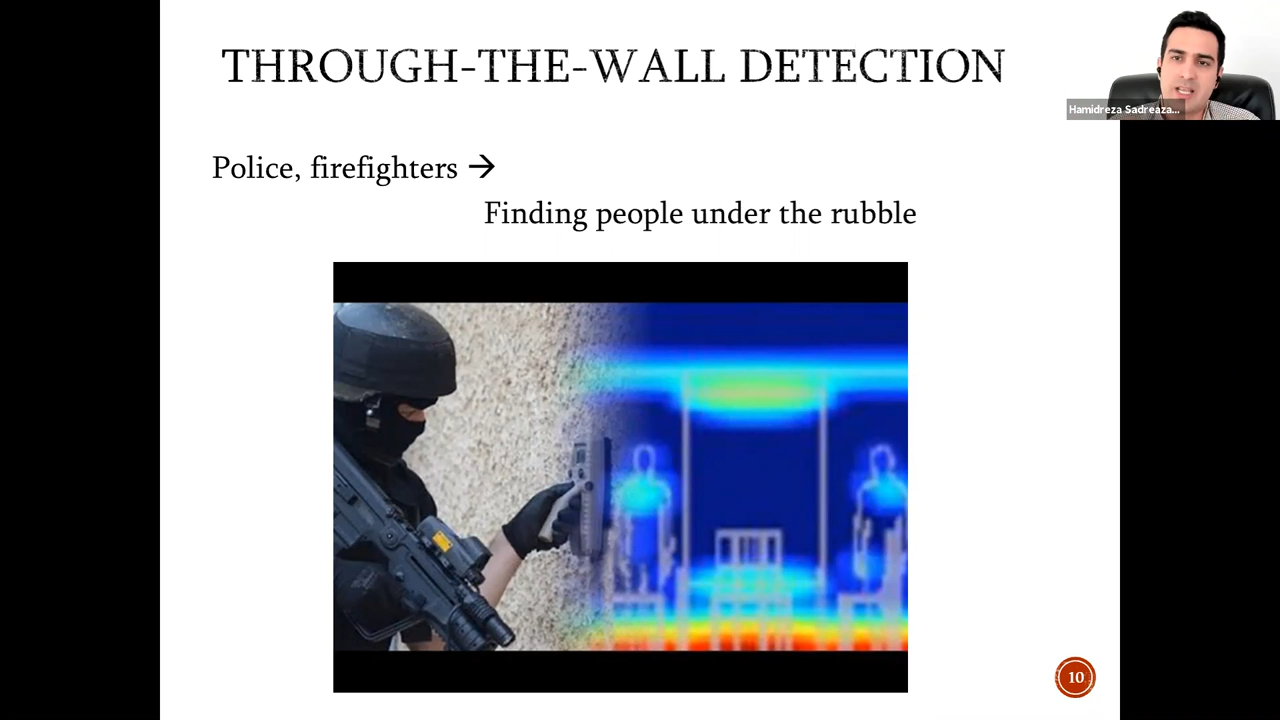 THROUGH-THE-WALL DETECTION
Hamidreza Sadreaza...
Police, firefighters →
Finding people under the rubble
10